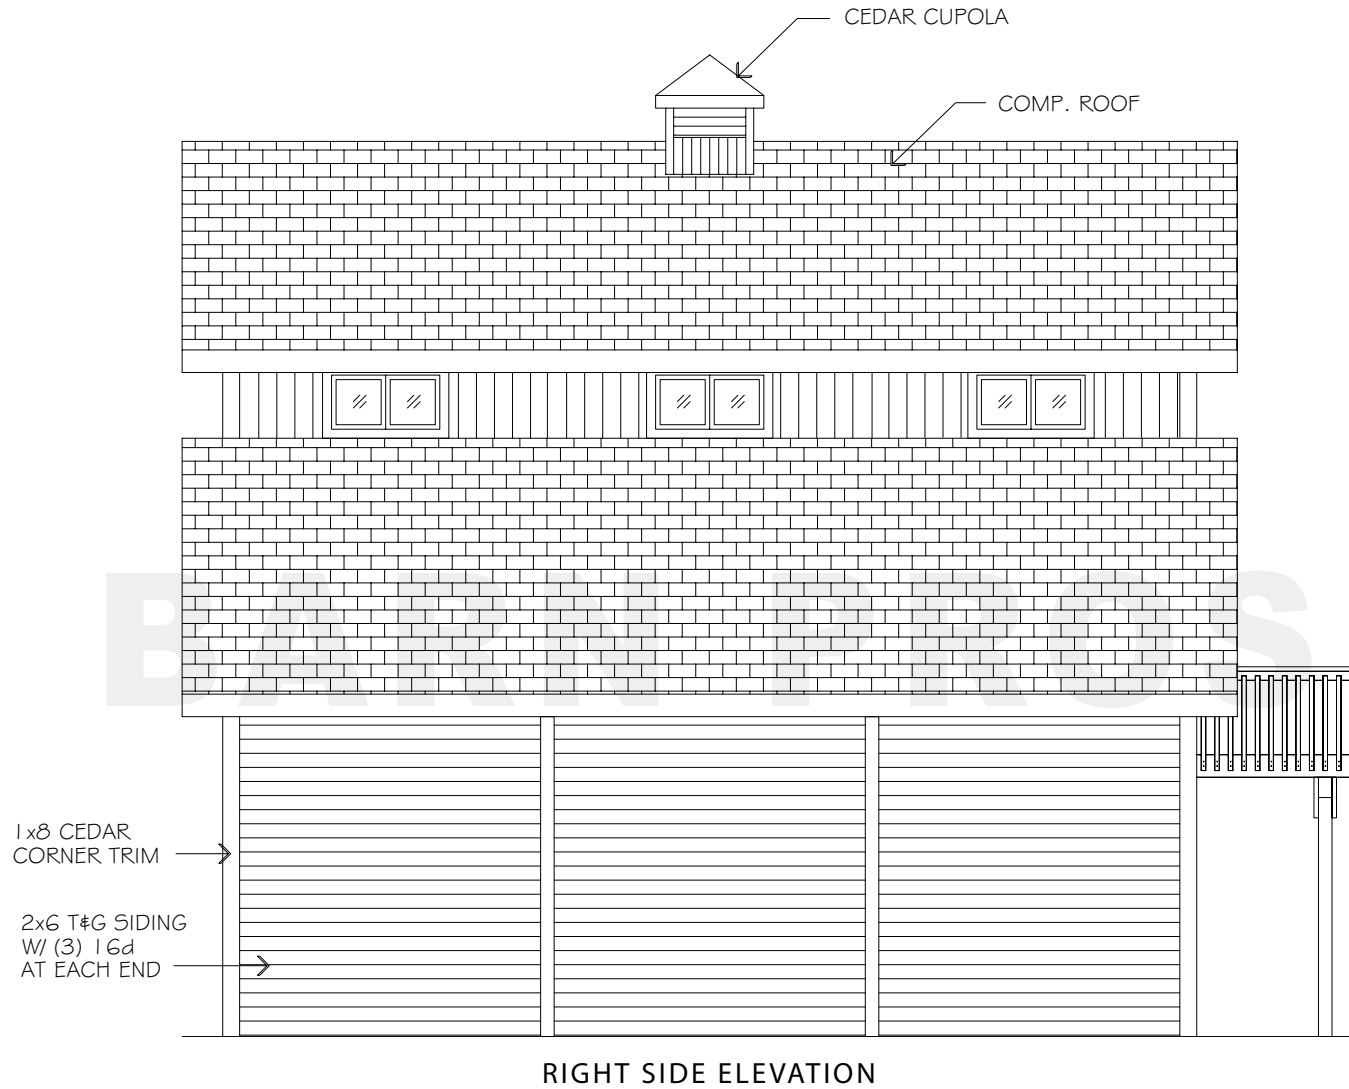 CEDAR CUPOLA
COMP. ROOF
BARN PROS
1x8 CEDAR
CORNER TRIM
2x6 T&G SIDING
W/ (3) 16d
AT EACH END
RIGHT SIDE ELEVATION